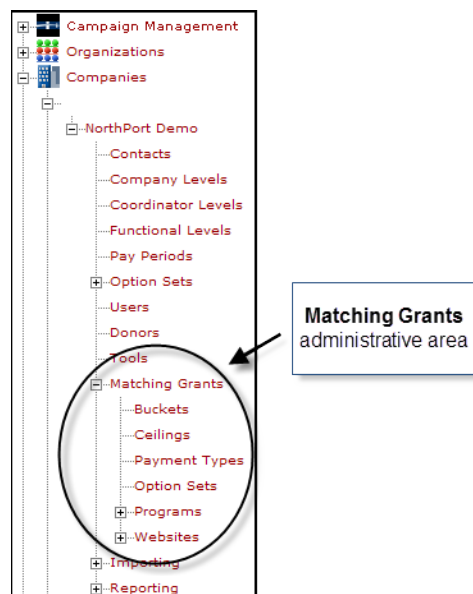 Campaign Management
Organizations
Companies
NorthPort Demo
Contacts
Company Levels
Coordinator Levels
Functional Levels
Pay Periods
Option Sets
Users
Donors
Tools
Matching Grants
Buckets
Ceilings
Payment Types
Option Sets
Programs
Websites
Importing
Reporting
Matching Grants
administrative area